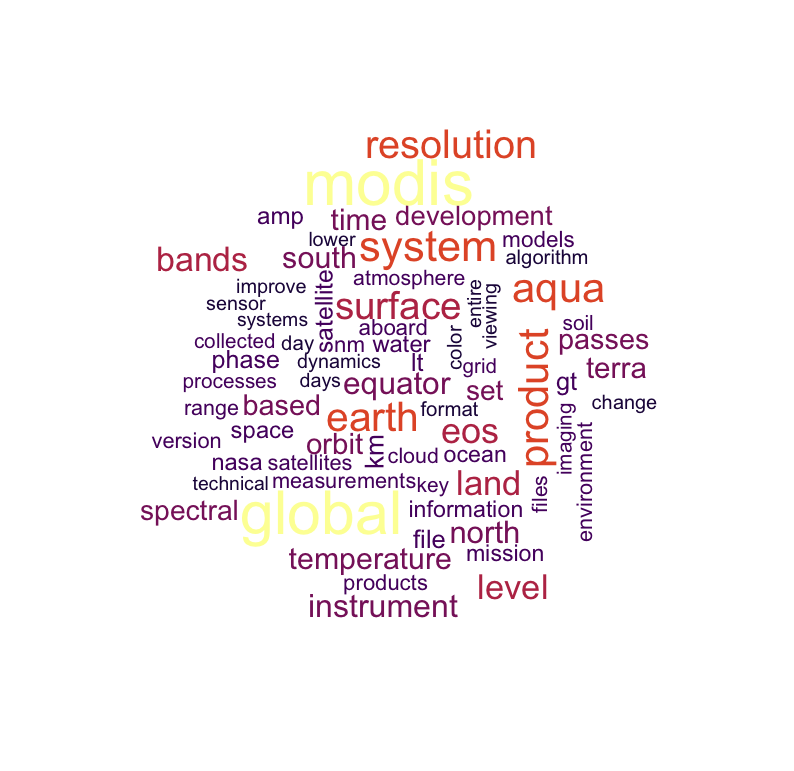 resolution
modis
amp time development
lower system models
bands south algorithm
satellite atmosphere
improve surface entire viewing aqua
sensor
systems aboard color soil
collected day nm water passes
phase dynamics lt grid product terra
processes days equator set gt
range based earth format imaging change
version space orbit km eos environment
nasa satellites cloud ocean
technical measurements key land files
spectral global information
file north
temperature mission
products level
instrument